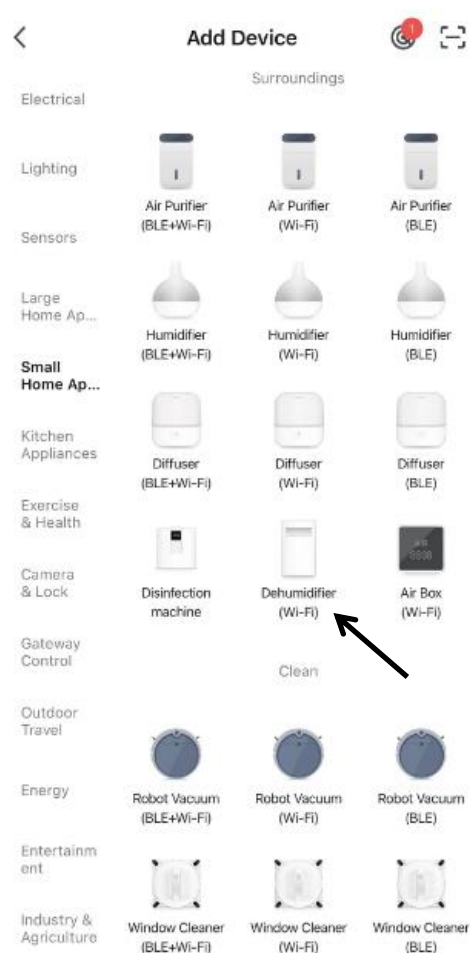 Add Device
1
Electrical
Lighting
Sensors
Large
Home Ap...
Small
Home Ap...
Kitchen
Appliances
Exercise
& Health
Camera
& Lock
Gateway
Control
Outdoor
Travel
Energy
Entertainm
ent
Industry &
Agriculture
Surroundings
Air Purifier
(BLE+Wi-Fi)
Air Purifier
(Wi-Fi)
Air Purifier
(BLE)
Humidifier
(BLE+Wi-Fi)
Humidifier
(Wi-Fi)
Humidifier
(BLE)
Diffuser
(BLE+Wi-Fi)
Diffuser
(Wi-Fi)
Diffuser
(BLE)
Disinfection
machine
Dehumidifier
(Wi-Fi)
Air Box
(Wi-Fi)
Clean
Robot Vacuum
(BLE+Wi-Fi)
Robot Vacuum
(Wi-Fi)
Robot Vacuum
(BLE)
Window Cleaner
(BLE+Wi-Fi)
Window Cleaner
(Wi-Fi)
Window Cleaner
(BLE)